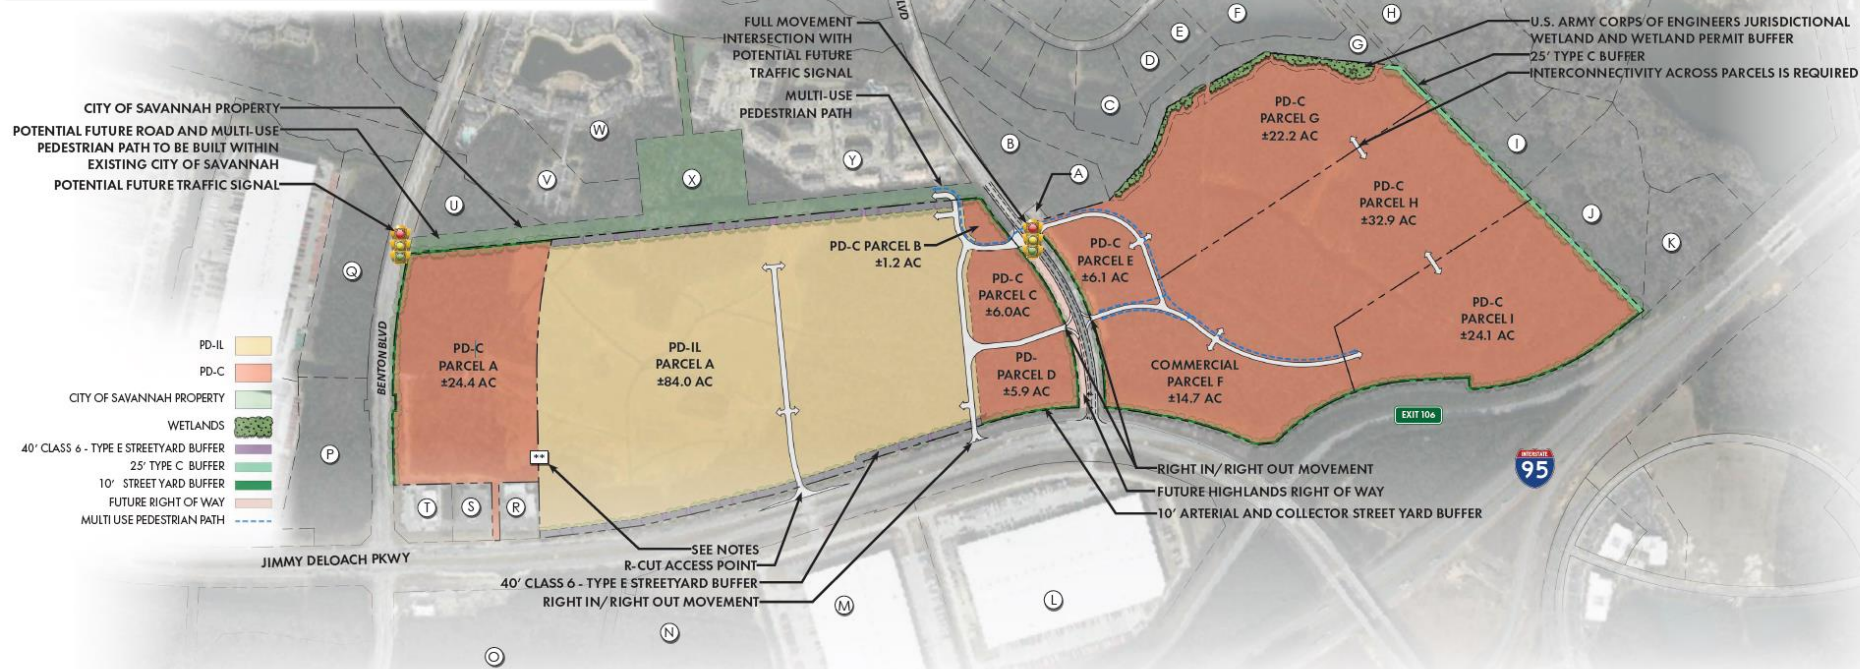 LVD
FULL MOVEMENT
INTERSECTION WITH
POTENTIAL FUTURE
TRAFFIC SIGNAL
MULTI-USE
PEDESTRIAN PATH
U.S. ARMY CORPS OF ENGINEERS JURISDICTIONAL
WETLAND AND WETLAND PERMIT BUFFER
25' TYPE C BUFFER
INTERCONNECTIVITY ACROSS PARCELS IS REQUIRED
CITY OF SAVANNAH PROPERTY
POTENTIAL FUTURE ROAD AND MULTI-USE
PEDESTRIAN PATH TO BE BUILT WITHIN
EXISTING CITY OF SAVANNAH
POTENTIAL FUTURE TRAFFIC SIGNAL
F
H
E
G
D
C
B
A
W
V
X
Y
U
Q
I
J
K
P
T
S
R
M
L
N
O
PD-C
PARCEL G
±22.2 AC
PD-C
PARCEL H
±32.9 AC
PD-C PARCEL B
±1.2 AC
PD-C
PARCEL E
±6.1 AC
PD-C
PARCEL C
±6.0AC
PD-C
PARCEL I
±24.1 AC
PD-C
PARCEL A
±24.4 AC
PD-IL
PARCEL A
±84.0 AC
PD-
PARCEL D
±5.9 AC
COMMERCIAL
PARCEL F
±14.7 AC
BENTON BLVD
PD-IL
PD-C
CITY OF SAVANNAH PROPERTY
WETLANDS
40' CLASS 6 - TYPE E STREETYARD BUFFER
25' TYPE C BUFFER
10' STREET YARD BUFFER
FUTURE RIGHT OF WAY
MULTI USE PEDESTRIAN PATH
**
EXIT 106
INTERSTATE
95
RIGHT IN/RIGHT OUT MOVEMENT
FUTURE HIGHLANDS RIGHT OF WAY
10' ARTERIAL AND COLLECTOR STREET YARD BUFFER
JIMMY DELOACH PKWY
SEE NOTES
R-CUT ACCESS POINT
40' CLASS 6 - TYPE E STREETYARD BUFFER
RIGHT IN/RIGHT OUT MOVEMENT